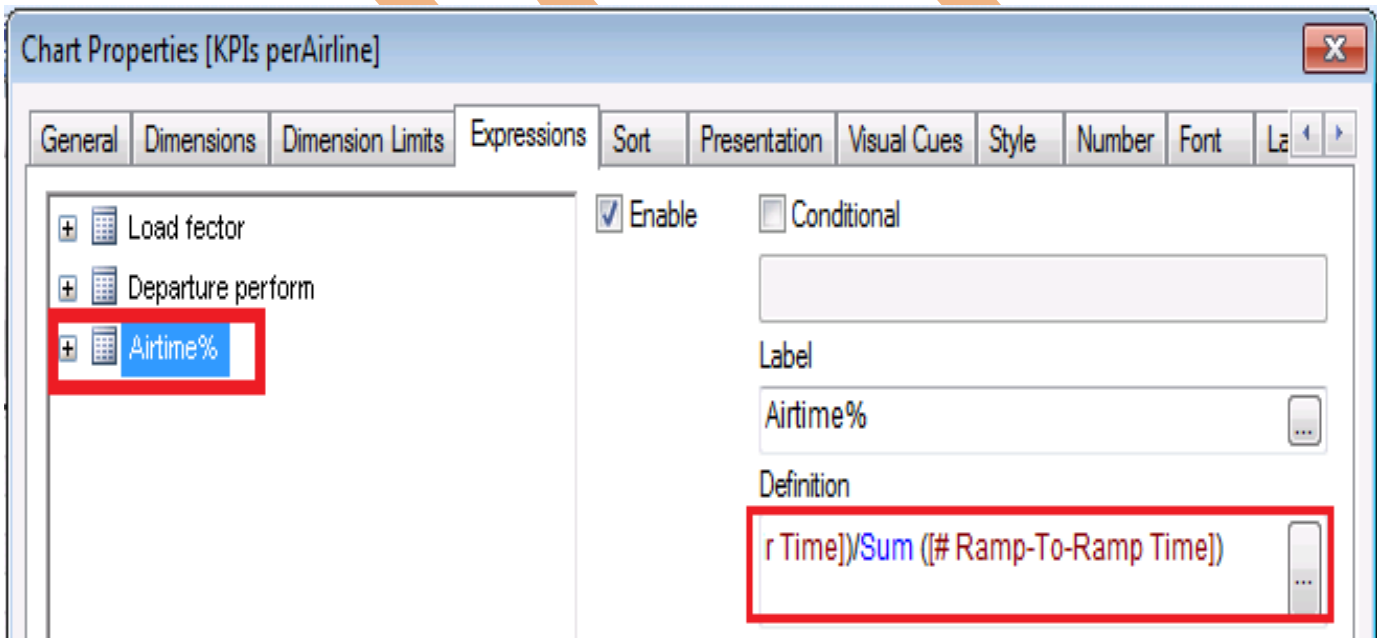 Chart Properties [KPIs perAirline]
General Dimensions Dimension Limits Expressions Sort Presentation Visual Cues Style Number Font La
Load fector
Departure perform
Airtime%
Enable
Conditional
Label
Airtime%
...
Definition
r Time])/Sum ([# Ramp-To-Ramp Time])
...